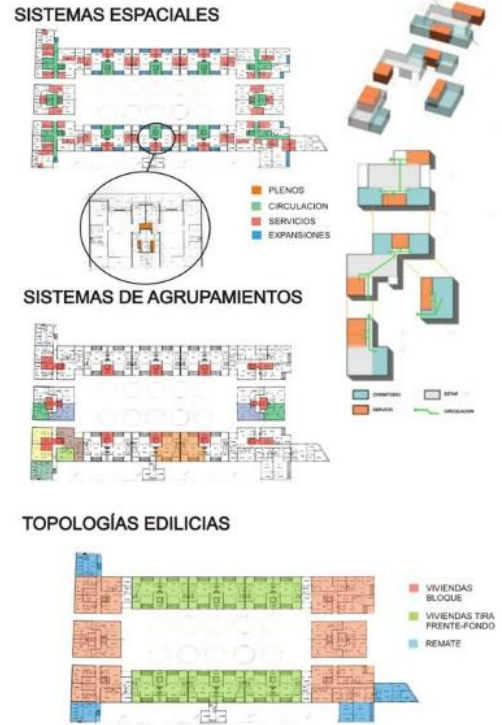 SISTEMAS ESPACIALES
PLENOS
CIRCULACION
SERVICIOS
EXPANSIONES
SISTEMAS DE AGRUPAMIENTOS
DORMITORIO
ESTAR
SERVICIO
CIRCULACION
TOPOLOGÍAS EDILICIAS
VIVIENDAS
BLOQUE
VIVIENDAS TIRA
FRENTE-FONDO
REMATE